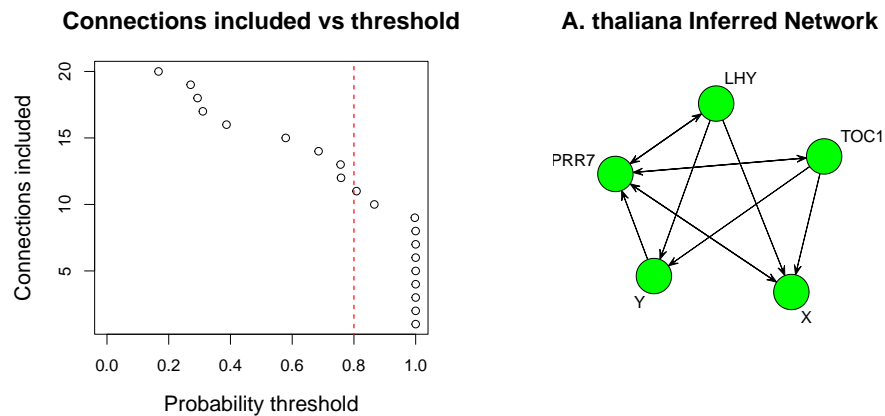 Connections included vs threshold
Connections included
20
15
10
5
0.0 0.2 0.4 0.6 0.8 1.0
Probability threshold
A. thaliana Inferred Network
LHY
TOC1
PRR7
Y
X